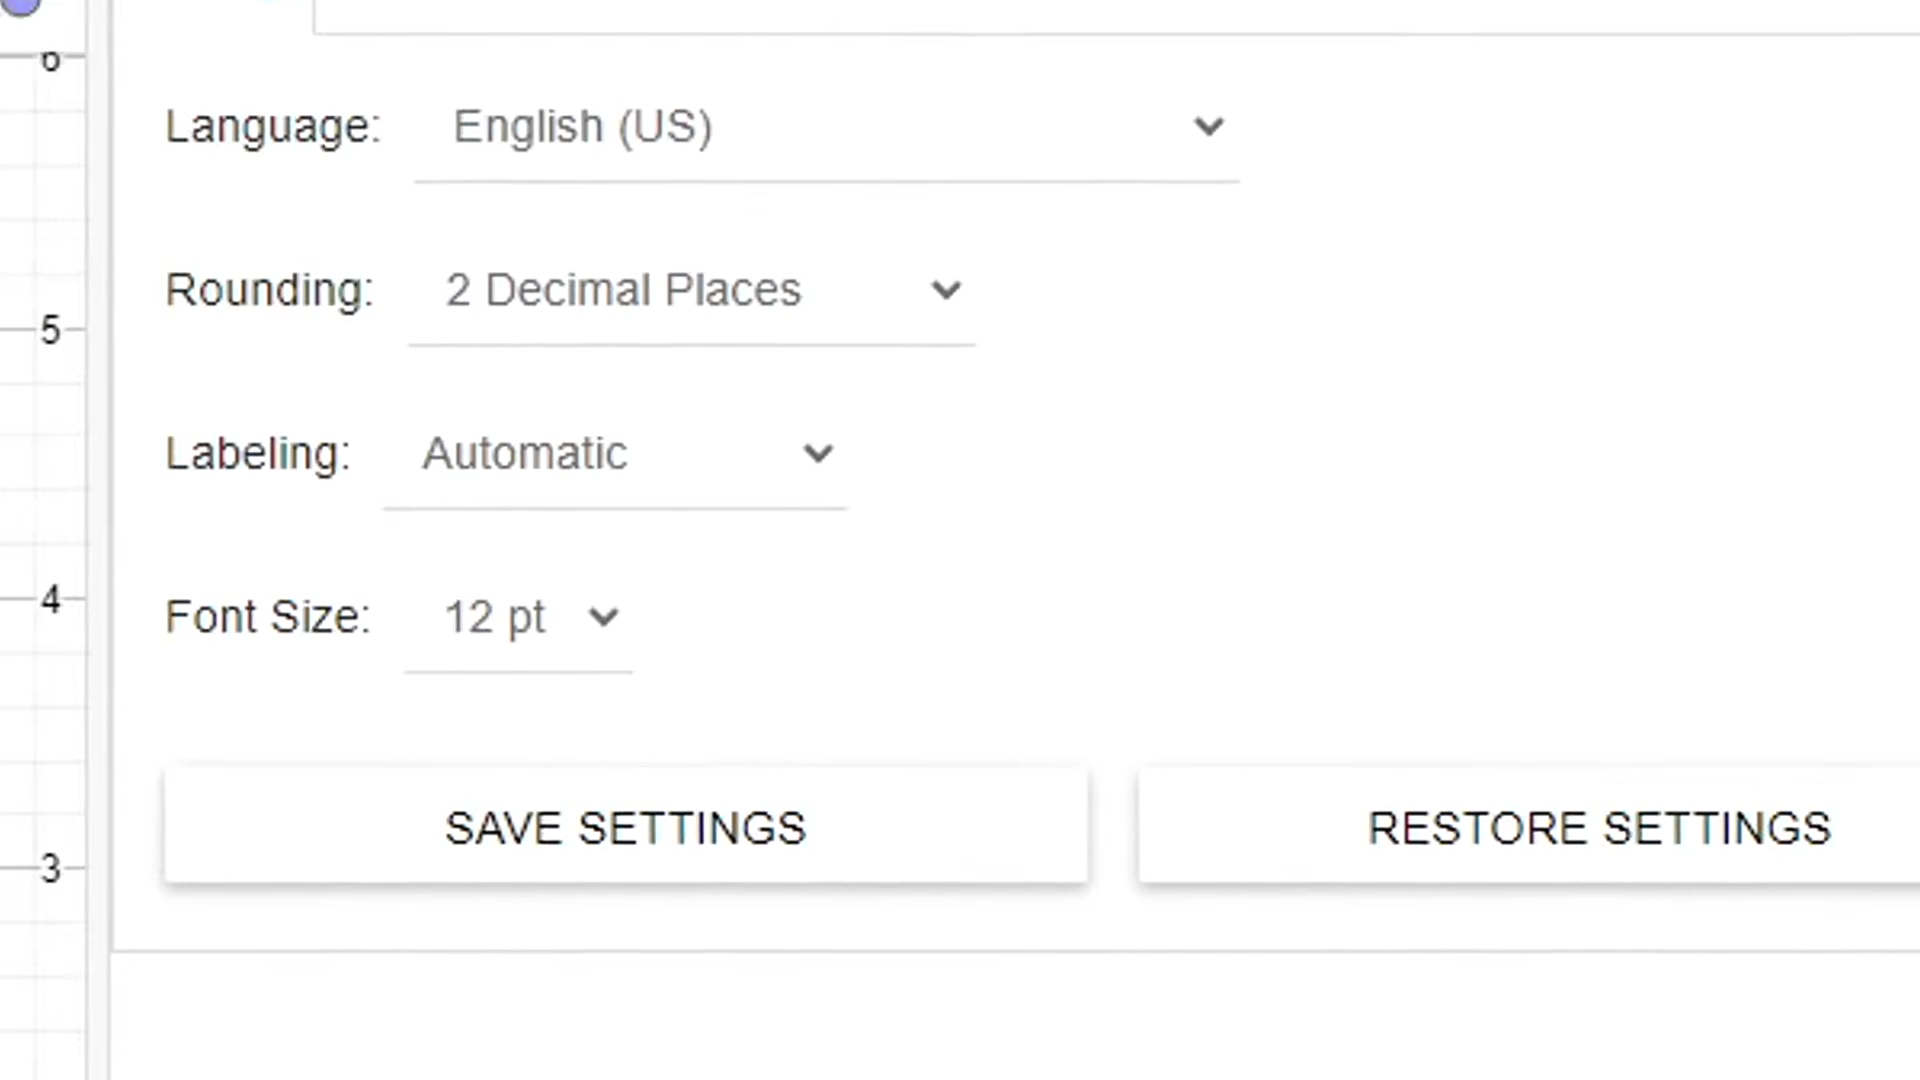 6
Language: English (US)
Rounding: 2 Decimal Places
5
Labeling: Automatic
4
Font Size: 12 pt
3
SAVE SETTINGS RESTORE SETTINGS